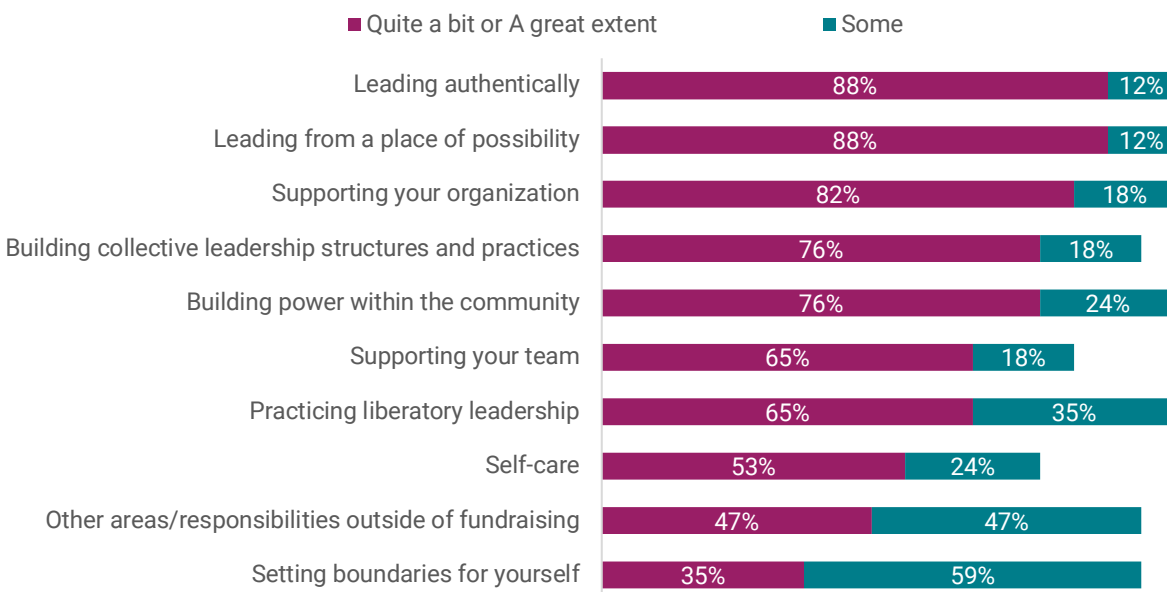 Quite a bit or A great extent Some
Leading authentically 88% 12%
Leading from a place of possibility 88% 12%
Supporting your organization 82% 18%
Building collective leadership structures and practices 76% 18%
Building power within the community 76% 24%
Supporting your team 65% 18%
Practicing liberatory leadership 65% 35%
Self-care 53% 24%
Other areas/responsibilities outside of fundraising 47% 47%
Setting boundaries for yourself 35% 59%